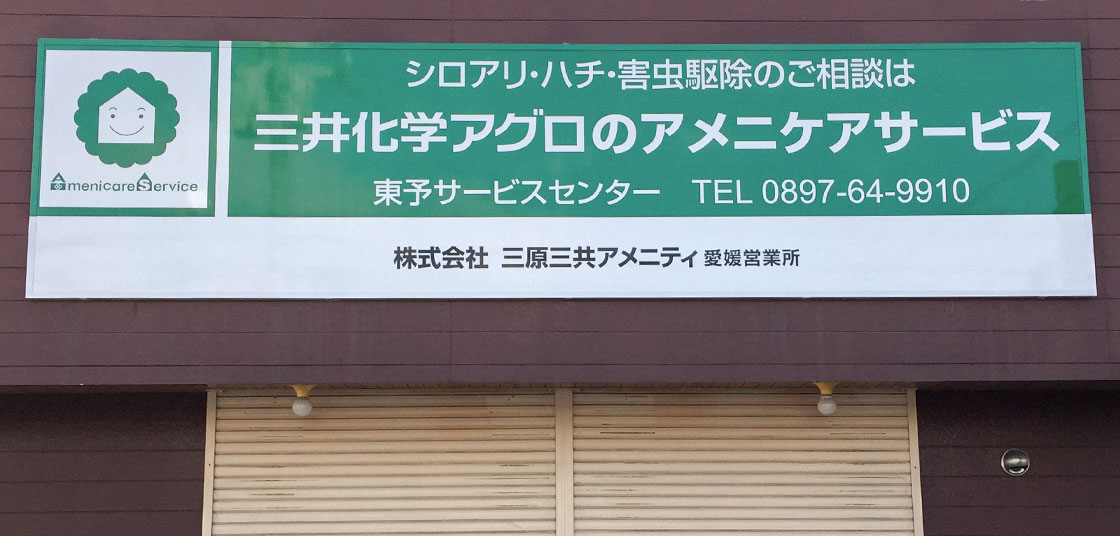 シロアリ・ハチ・害虫駆除のご相談は
三井化学アグロのアメニケアサービス
東予サービスセンター TEL 0897-64-9910
AmenicareService
株式会社 三原三共アメニティ 愛媛営業所